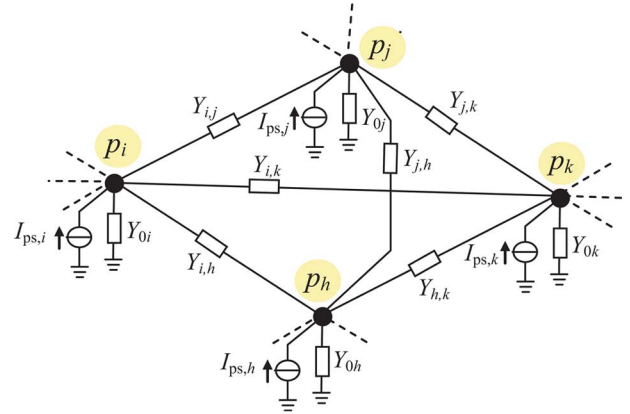 p_j
Y_{i,j}
I_{ps,j}
Y_{0j}
Y_{j,k}
p_i
Y_{i,k}
Y_{j,h}
p_k
I_{ps,i}
Y_{0i}
Y_{i,h}
I_{ps,k}
Y_{0k}
p_h
Y_{h,k}
I_{ps,h}
Y_{0h}